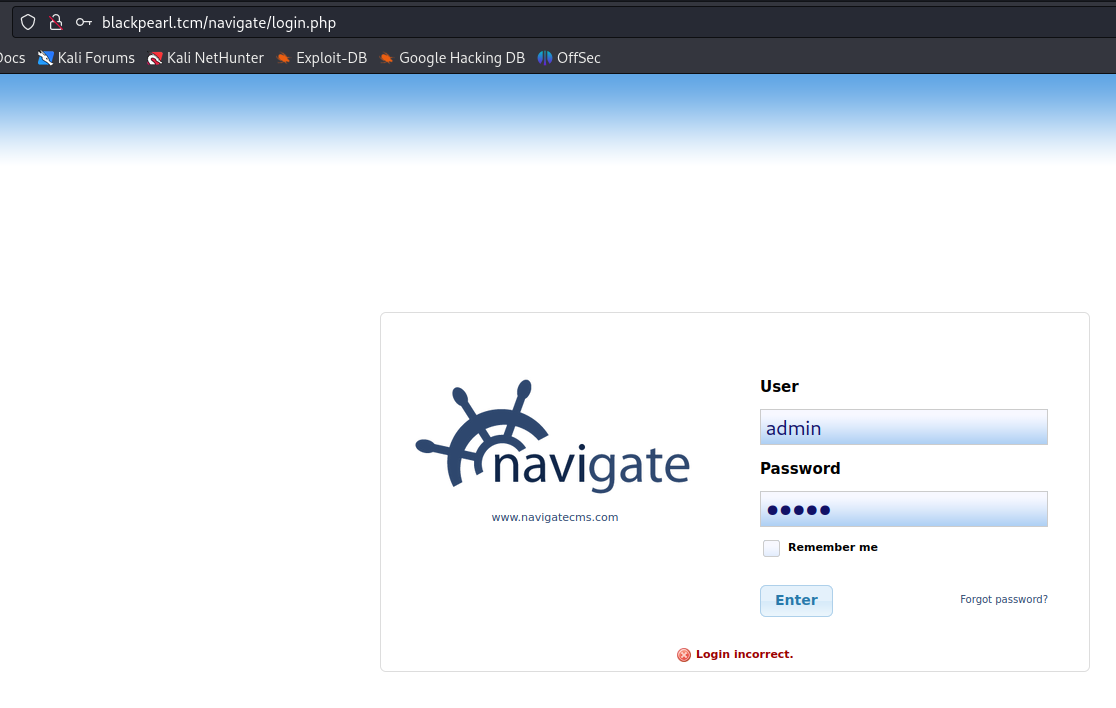 blackpearl.tcm/navigate/login.php
Docs Kali Forums Kali NetHunter Exploit-DB Google Hacking DB OffSec
User
admin
Password
●●●●●
navigate
www.navigatecms.com
Remember me
Enter Forgot password?
Login incorrect.